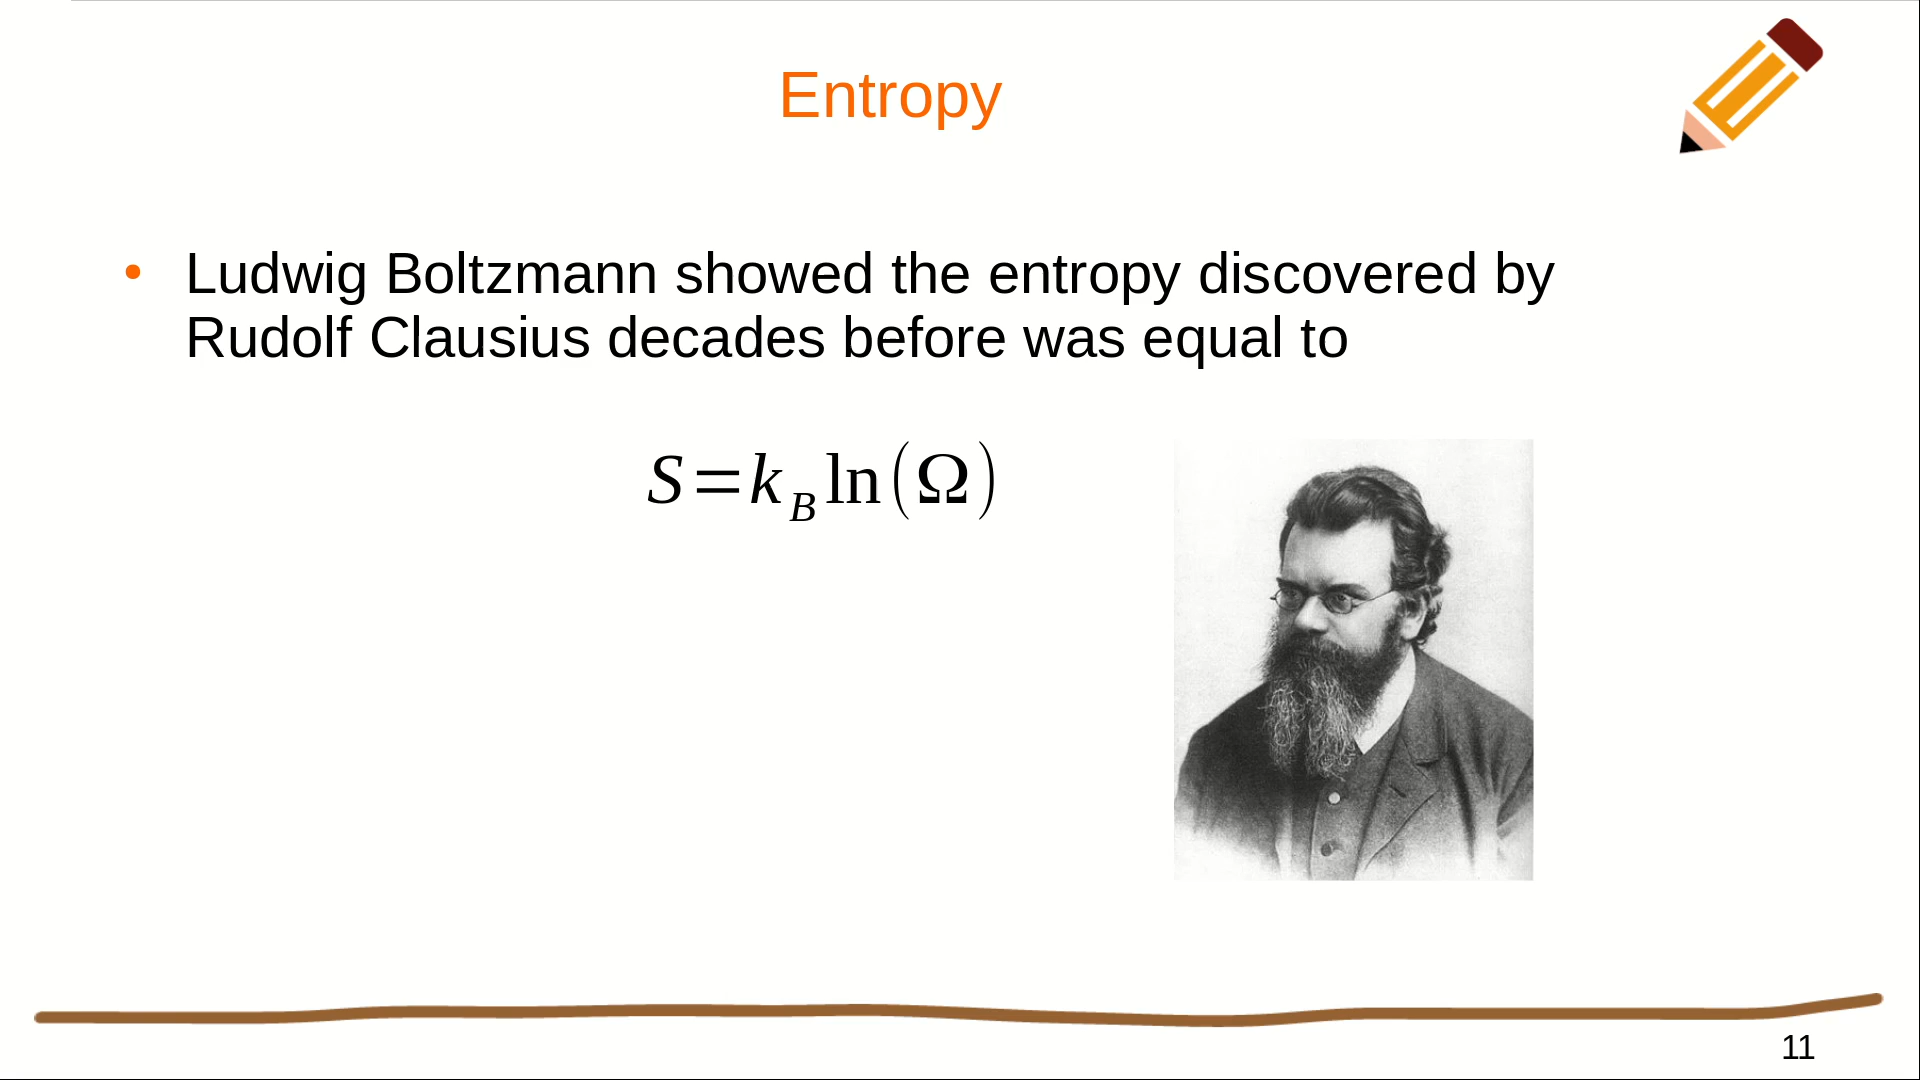 Entropy
• Ludwig Boltzmann showed the entropy discovered by
Rudolf Clausius decades before was equal to
S=k_B ln(Ω)
11